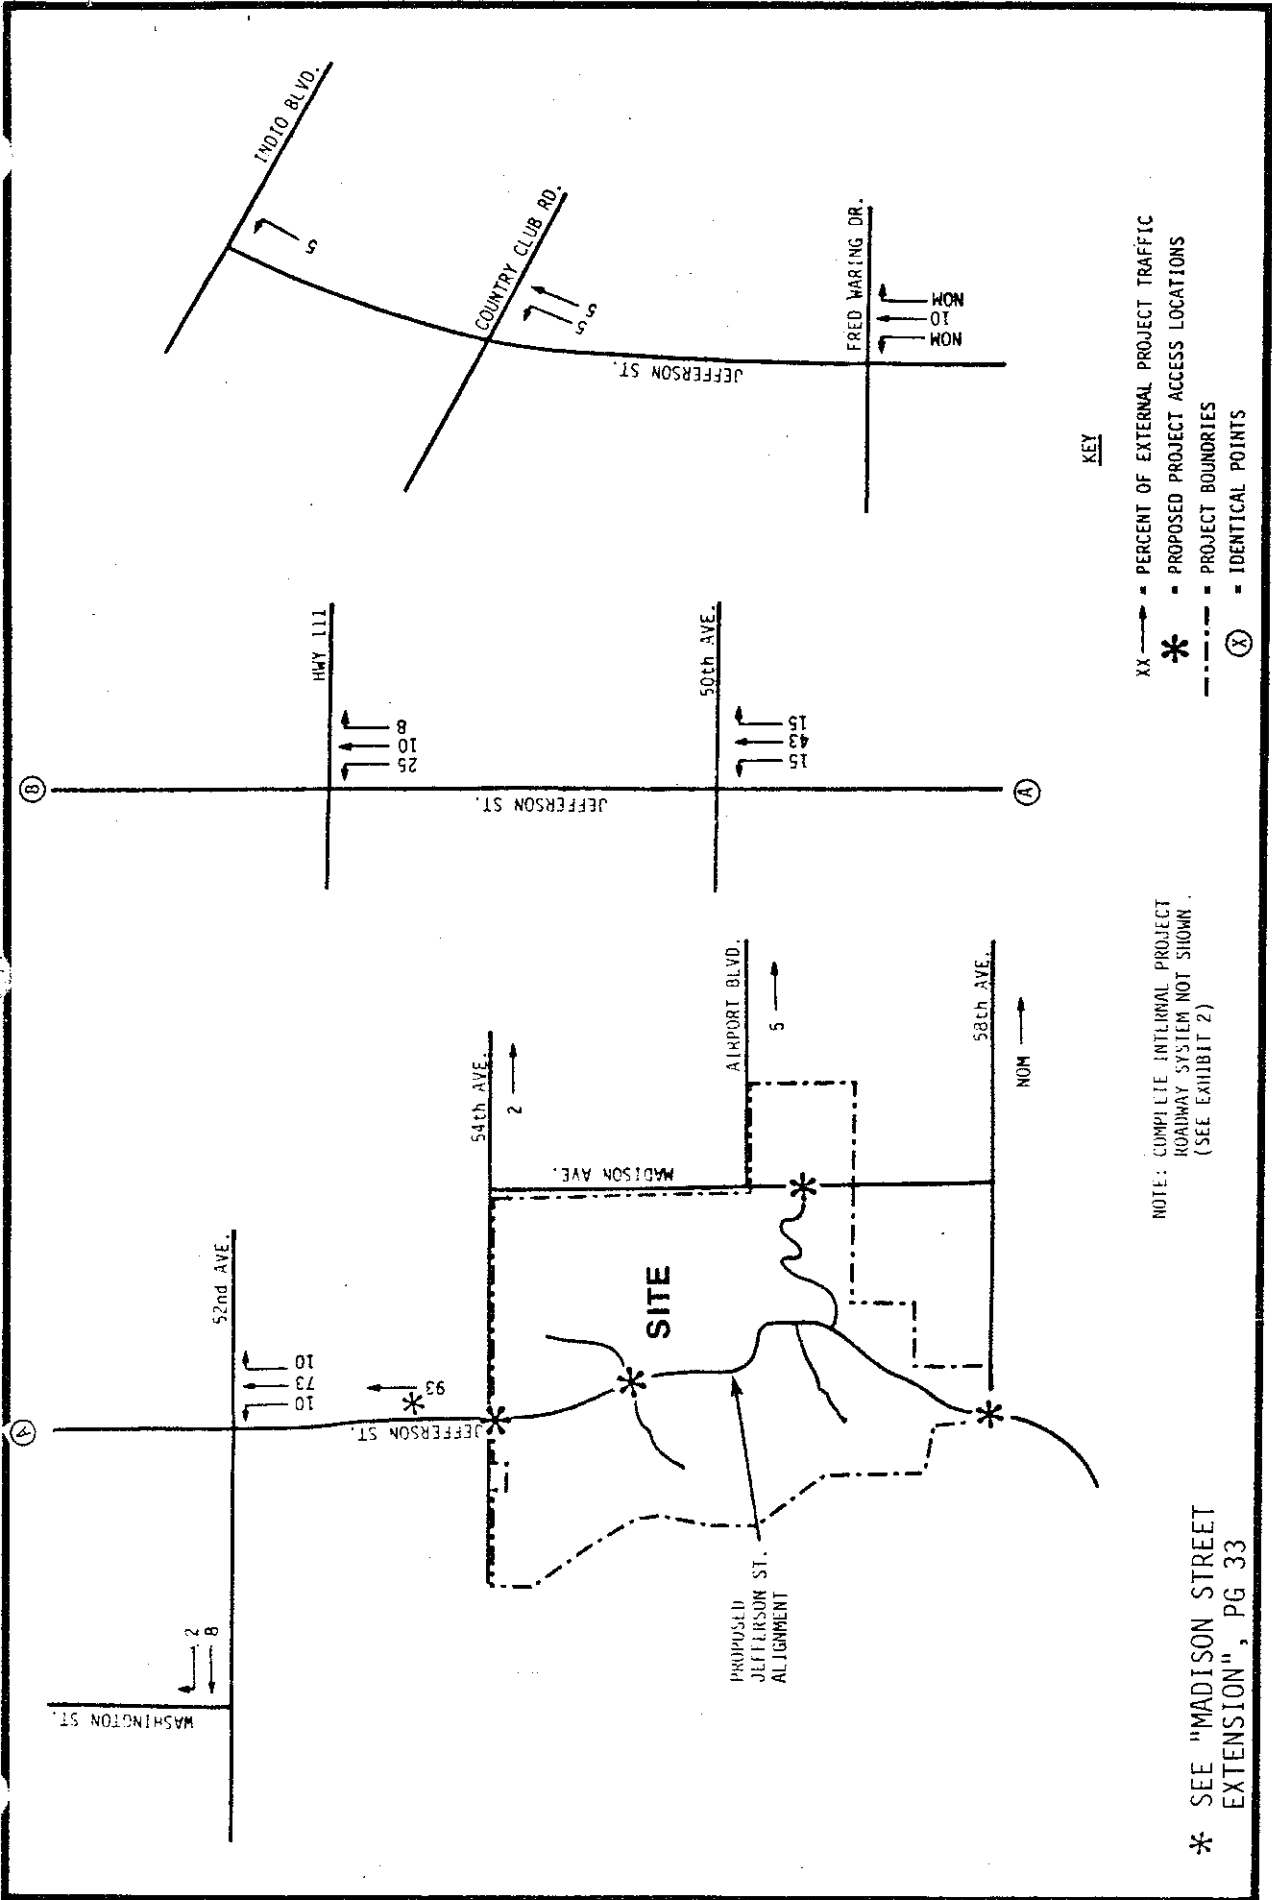 INDIO BLVD.
5
COUNTRY CLUB RD.
5
5
JEFFERSON ST.
FRED WARING DR.
NOM
10
NOM
B
HWY 111
25
10
8
JEFFERSON ST.
50th AVE.
15
43
15
A
A
WASHINGTON ST.
2
8
52nd AVE.
10
73
10
93
*
JEFFERSON ST.
54th AVE.
2
MADISON AVE.
AIRPORT BLVD.
5
SITE
PROPOSED
JEFFERSON ST.
ALIGNMENT
58th AVE.
NOM
KEY
XX = PERCENT OF EXTERNAL PROJECT TRAFFIC
* = PROPOSED PROJECT ACCESS LOCATIONS
= PROJECT BOUNDRIES
X = IDENTICAL POINTS
NOTE: COMPLETE INTERNAL PROJECT
ROADWAY SYSTEM NOT SHOWN.
(SEE EXHIBIT 2)
* SEE "MADISON STREET
EXTENSION", PG 33